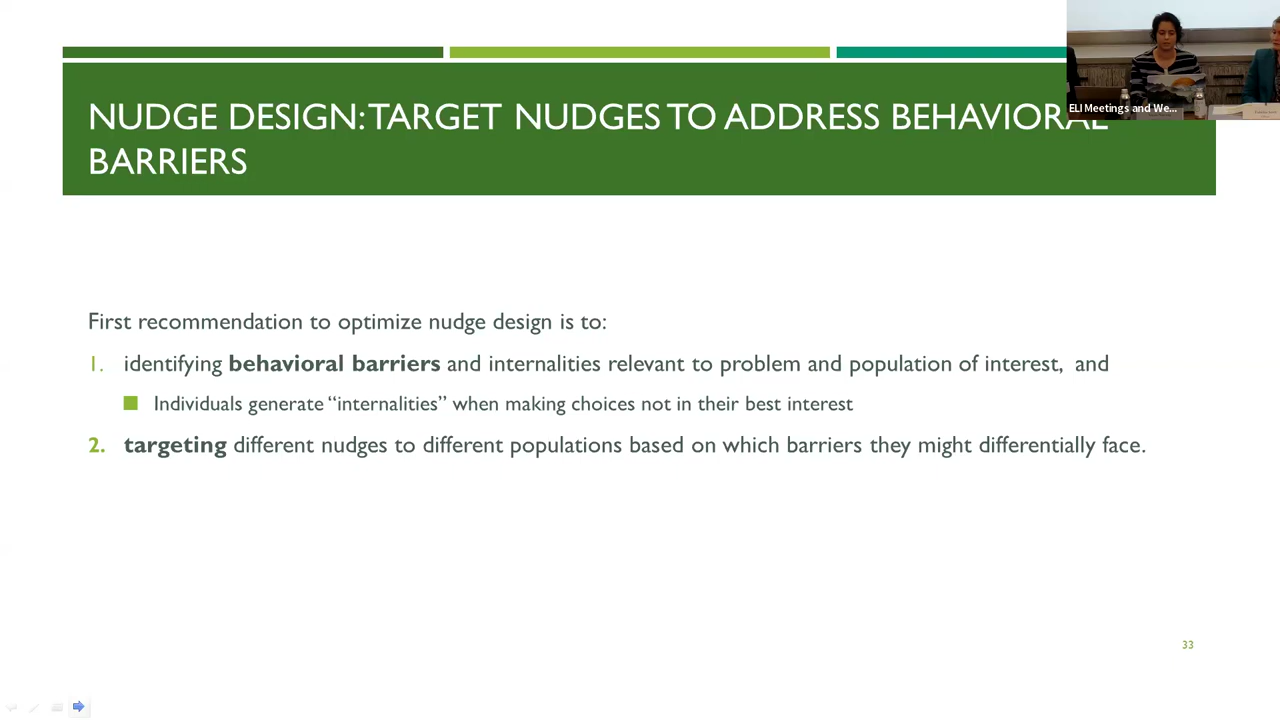 NUDGE DESIGN: TARGET NUDGES TO ADDRESS BEHAVIORAL
BARRIERS
ELI Meetings and We...
First recommendation to optimize nudge design is to:
1. identifying behavioral barriers and internalities relevant to problem and population of interest, and
Individuals generate “internalities” when making choices not in their best interest
2. targeting different nudges to different populations based on which barriers they might differentially face.
33